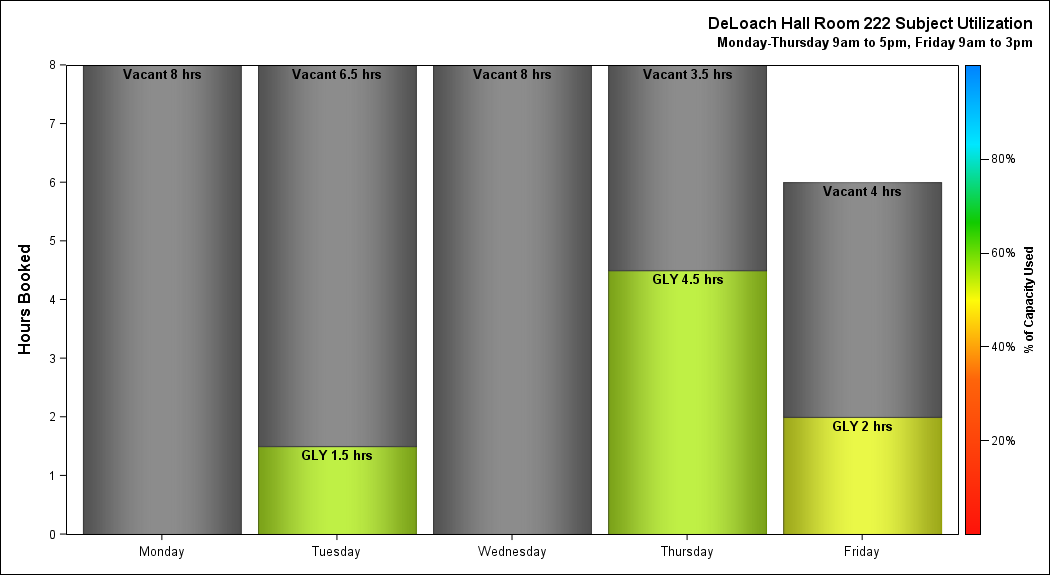 DeLoach Hall Room 222 Subject Utilization
Monday-Thursday 9am to 5pm, Friday 9am to 3pm
Hours Booked
8
7
6
5
4
3
2
1
0
Vacant 8 hrs
Vacant 6.5 hrs
Vacant 8 hrs
Vacant 3.5 hrs
Vacant 4 hrs
GLY 4.5 hrs
GLY 2 hrs
GLY 1.5 hrs
Monday
Tuesday
Wednesday
Thursday
Friday
80%
60%
40%
20%
% of Capacity Used